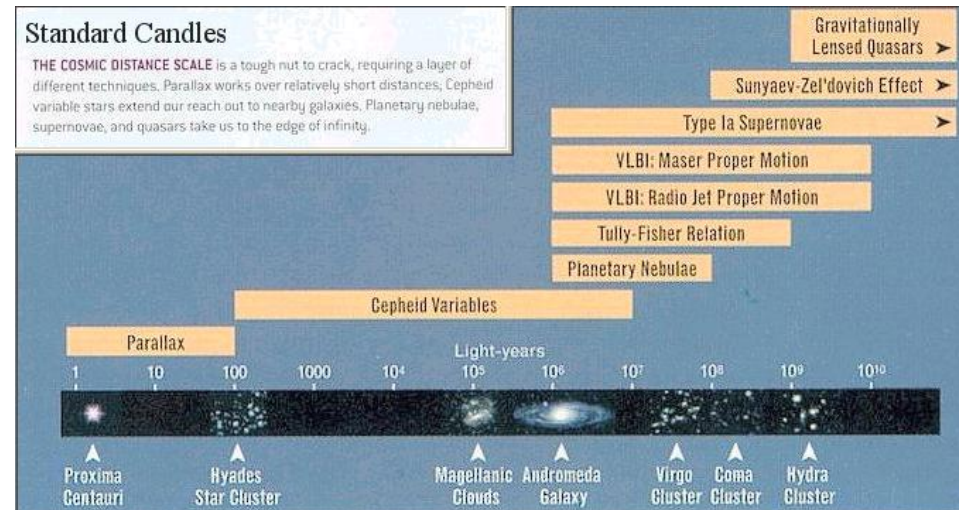 Standard Candles
THE COSMIC DISTANCE SCALE is a tough nut to crack, requiring a layer of
different techniques. Parallax works over relatively short distances; Cepheid
variable stars extend our reach out to nearby galaxies. Planetary nebulae,
supernovae, and quasars take us to the edge of infinity.
Gravitationally
Lensed Quasars
Sunyaev-Zel'dovich Effect
Type Ia Supernovae
VLBI: Maser Proper Motion
VLBI: Radio Jet Proper Motion
Tully-Fisher Relation
Planetary Nebulae
Cepheid Variables
Parallax
Light-years
1 10 100 1000 10⁴ 10⁵ 10⁶ 10⁷ 10⁸ 10⁹ 10¹⁰
Proxima
Centauri
Hyades
Star Cluster
Magellanic
Clouds
Andromeda
Galaxy
Virgo
Cluster
Coma
Cluster
Hydra
Cluster